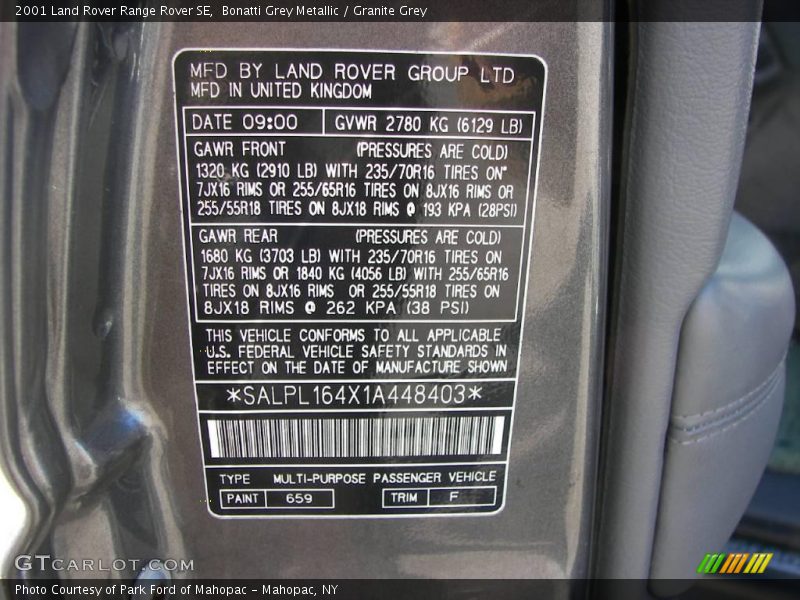 2001 Land Rover Range Rover SE, Bonatti Grey Metallic / Granite Grey
MFD BY LAND ROVER GROUP LTD
MFD IN UNITED KINGDOM
DATE 09:00 GVWR 2780 KG (6129 LB)
GAWR FRONT (PRESSURES ARE COLD)
1320 KG (2910 LB) WITH 235/70R16 TIRES ON"
7JX16 RIMS OR 255/65R16 TIRES ON 8JX16 RIMS OR
255/55R18 TIRES ON 8JX18 RIMS @ 193 KPA (28PSI)
GAWR REAR (PRESSURES ARE COLD)
1680 KG (3703 LB) WITH 235/70R16 TIRES ON
7JX16 RIMS OR 1840 KG (4056 LB) WITH 255/65R16
TIRES ON 8JX16 RIMS OR 255/55R18 TIRES ON
8JX18 RIMS @ 262 KPA (38 PSI)
THIS VEHICLE CONFORMS TO ALL APPLICABLE
U.S. FEDERAL VEHICLE SAFETY STANDARDS IN
EFFECT ON THE DATE OF MANUFACTURE SHOWN
*SALPL164X1A448403*
TYPE MULTI-PURPOSE PASSENGER VEHICLE
PAINT 659 TRIM F
GTCARLOT.COM
Photo Courtesy of Park Ford of Mahopac - Mahopac, NY